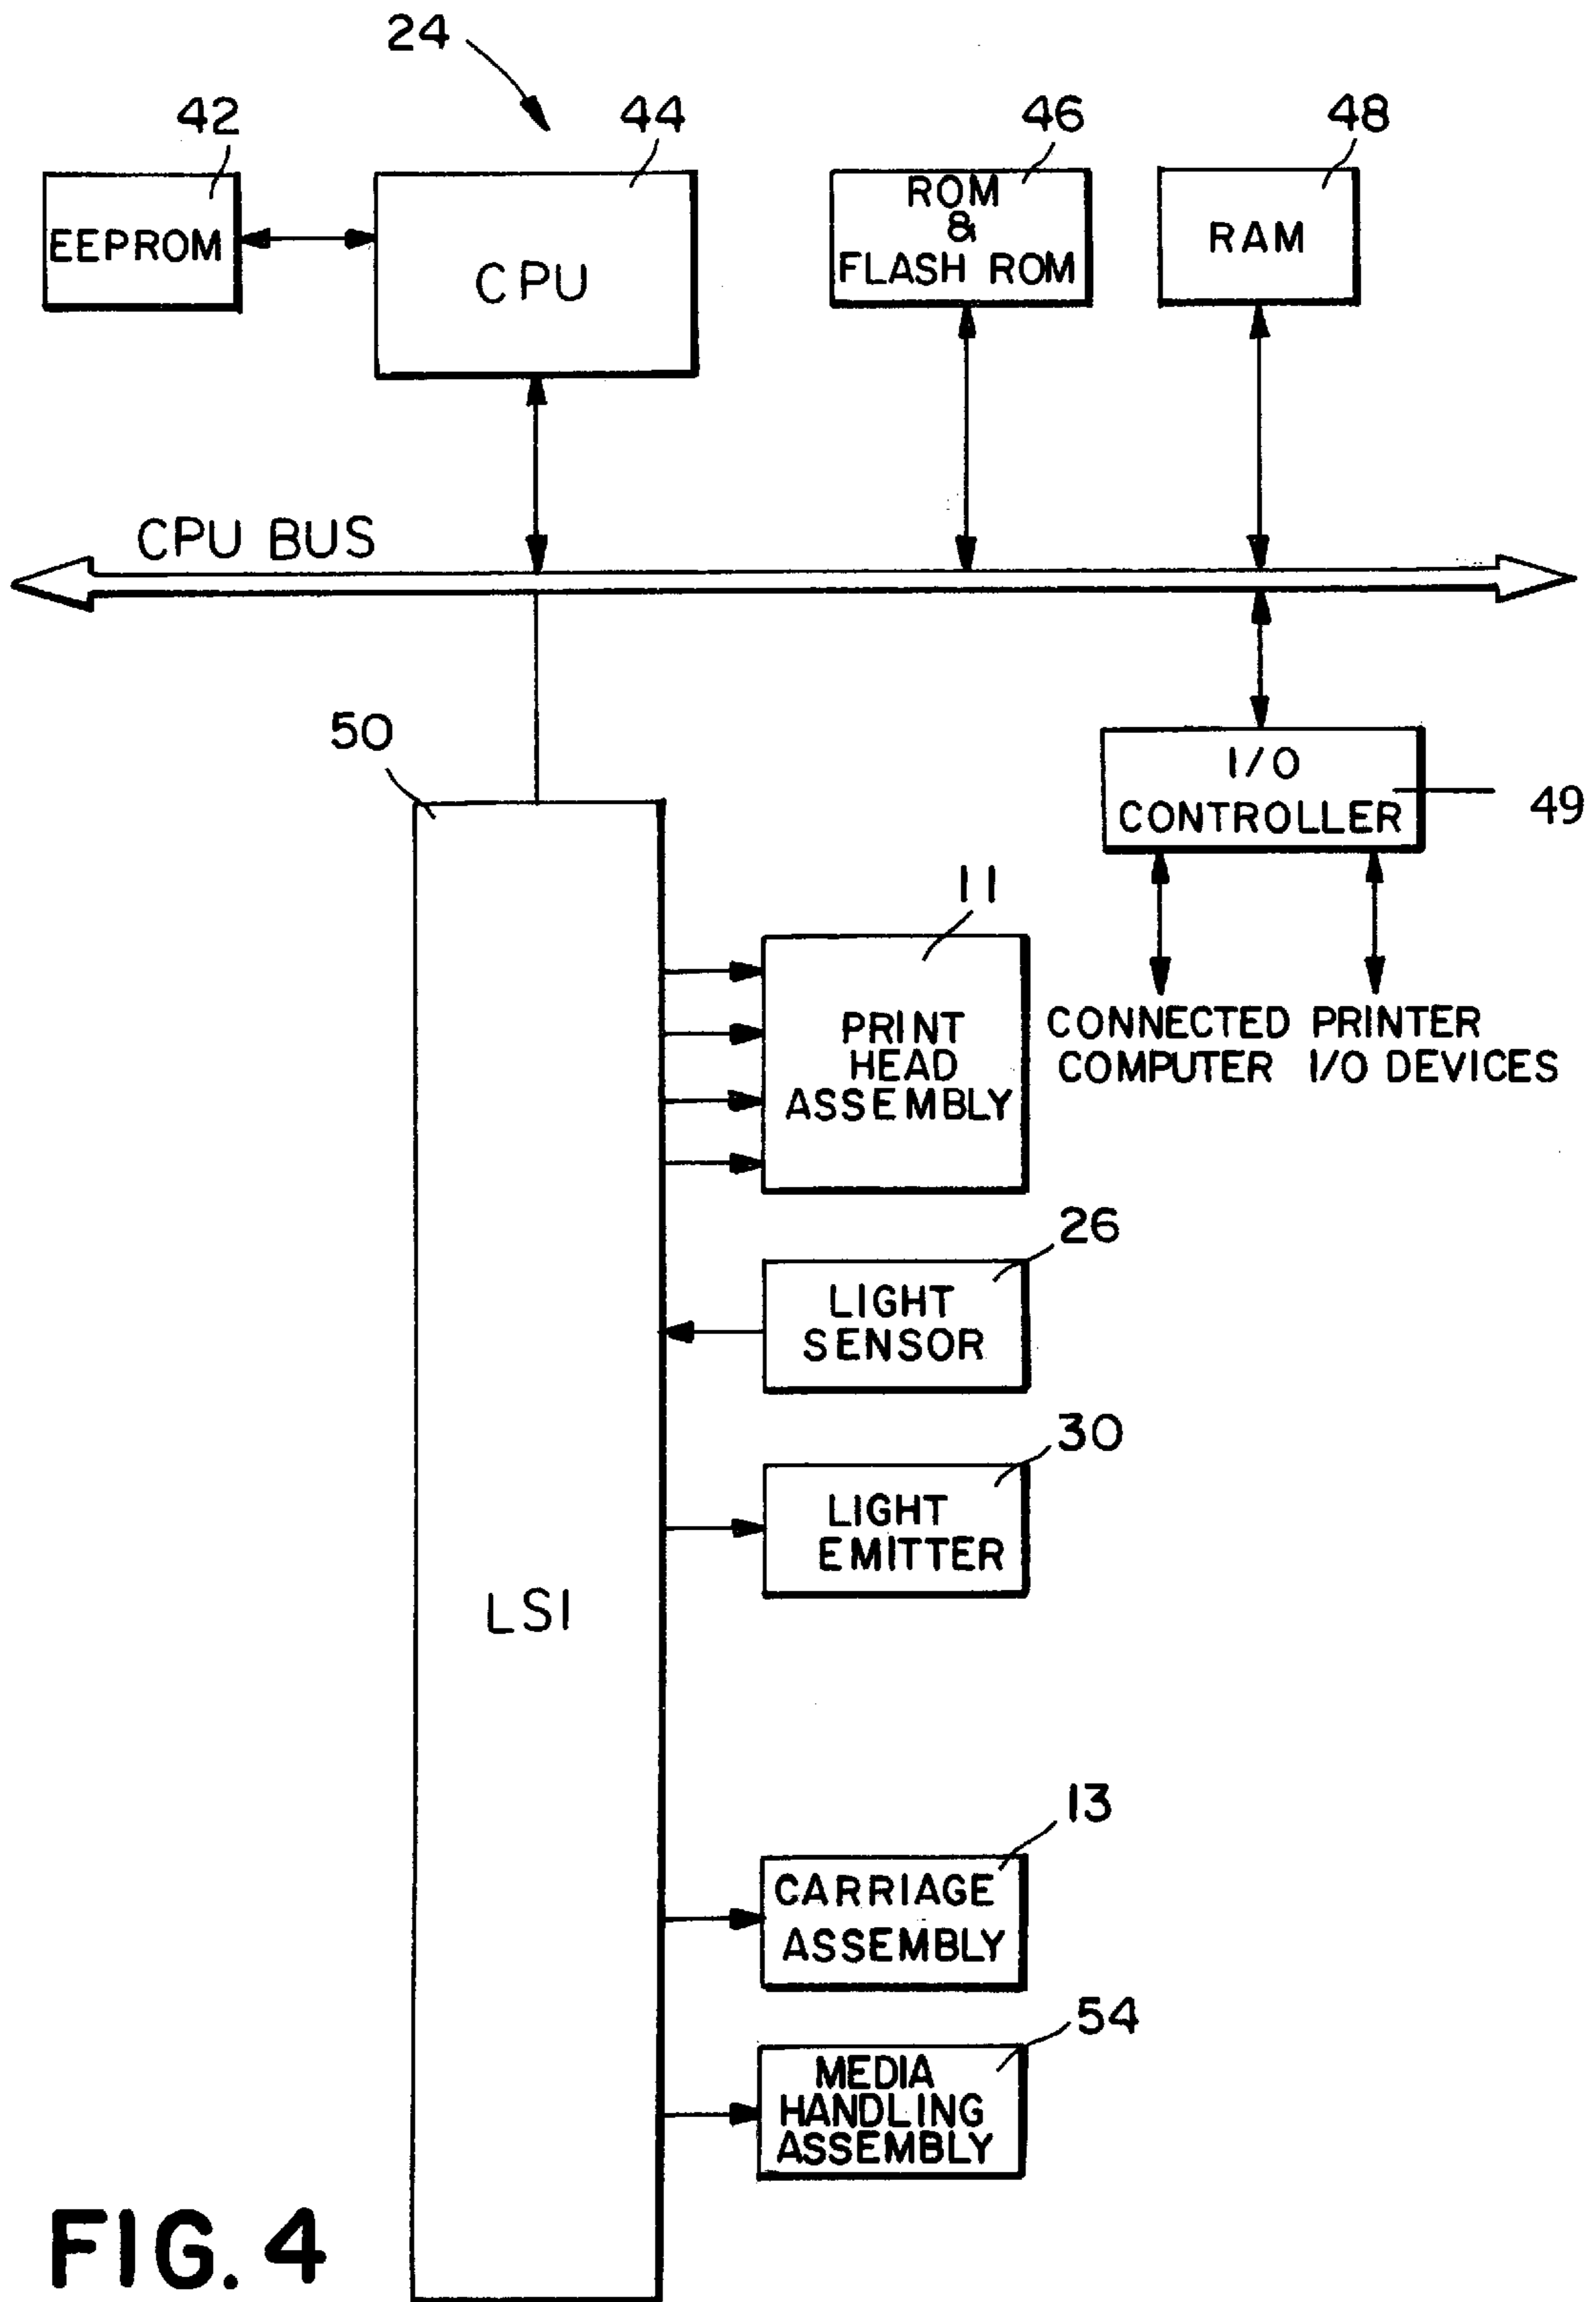 24
42
44
46
48
EEPROM
CPU
ROM
&
FLASH ROM
RAM
CPU BUS
50
I/O
CONTROLLER
49
11
PRINT
HEAD
ASSEMBLY
CONNECTED PRINTER
COMPUTER I/O DEVICES
26
LIGHT
SENSOR
30
LIGHT
EMITTER
LSI
13
CARRIAGE
ASSEMBLY
54
MEDIA
HANDLING
ASSEMBLY
FIG. 4